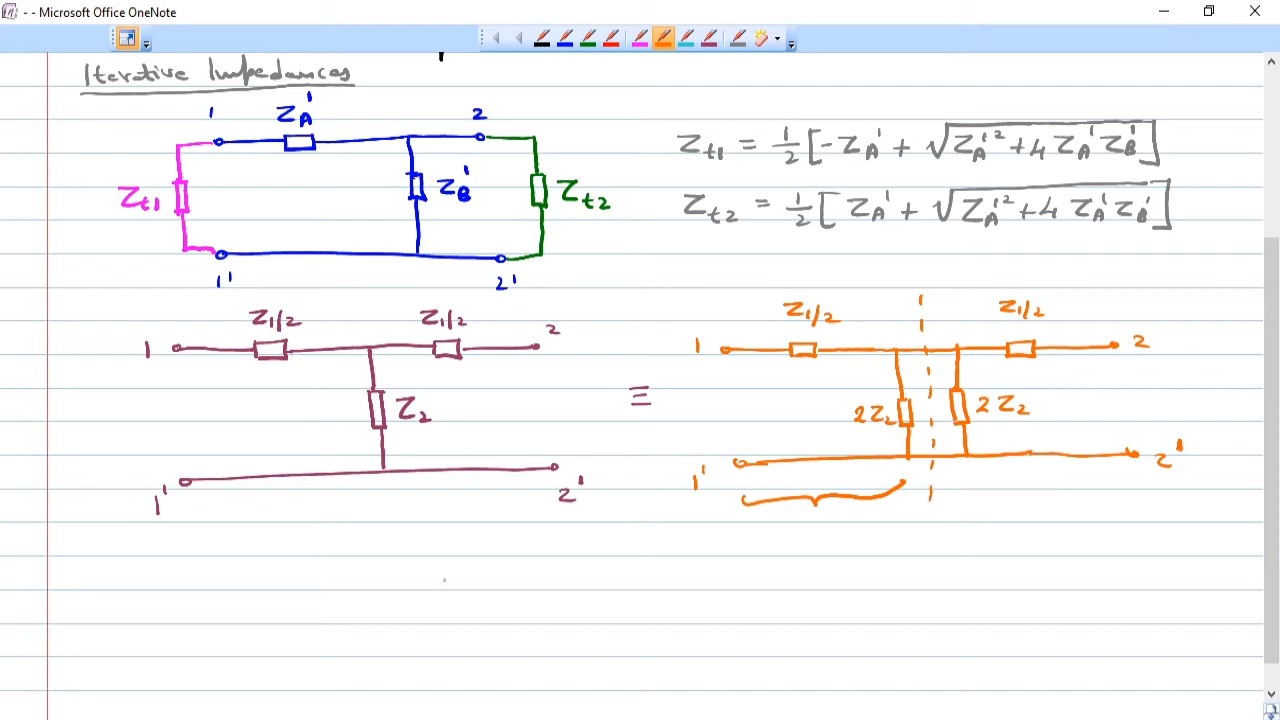 - - Microsoft Office OneNote
Iterative Impedances
1 Z_A' 2
Z_t1 Z_B' Z_t2
1' 2'
Z_t1 = 1/2 [-Z_A' + √(Z_A'² + 4 Z_A' Z_B')]
Z_t2 = 1/2 [Z_A' + √(Z_A'² + 4 Z_A' Z_B')]
Z₁/2 Z₁/2
1 2
Z₂
1' 2'
≡
Z₁/2 Z₁/2
1 2
2Z₂ 2Z₂
1' 2'